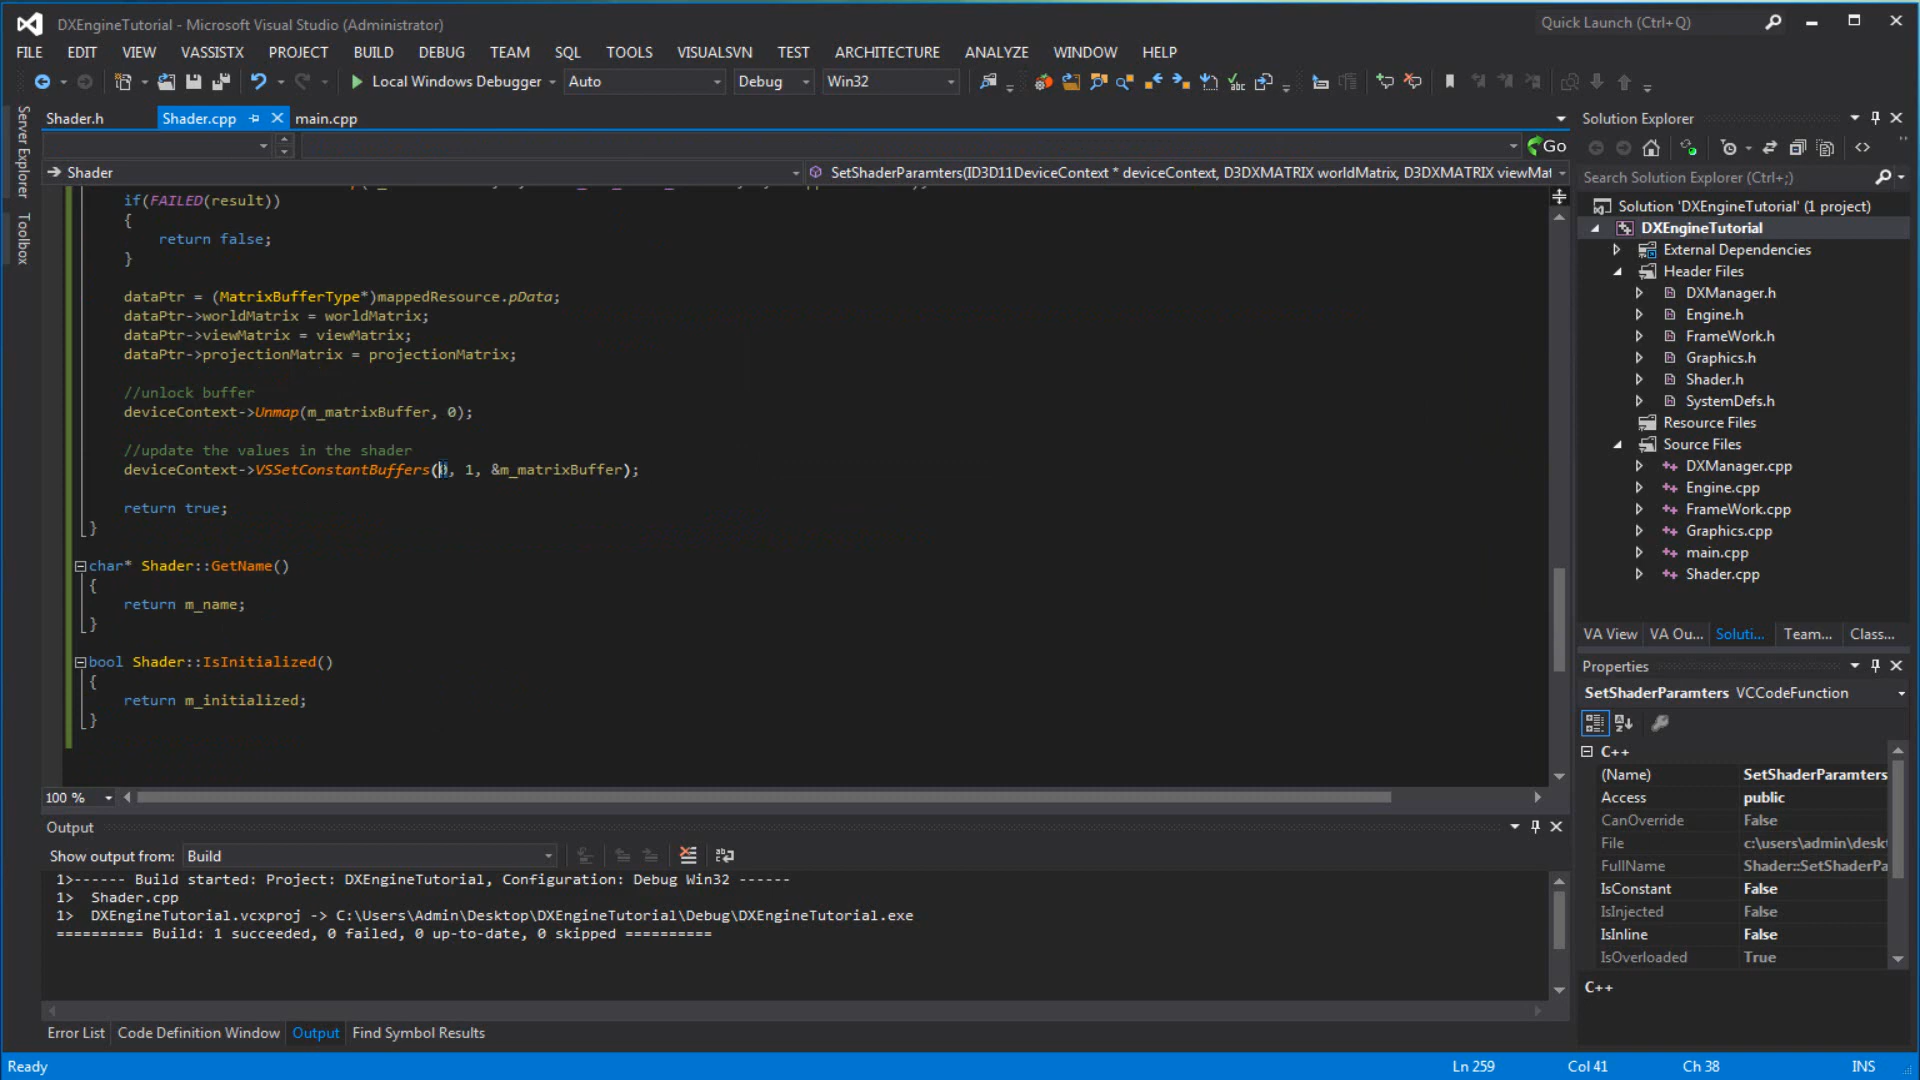 DXEngineTutorial - Microsoft Visual Studio (Administrator)
Quick Launch (Ctrl+Q)
FILE EDIT VIEW VASSISTX PROJECT BUILD DEBUG TEAM SQL TOOLS VISUALSVN TEST ARCHITECTURE ANALYZE WINDOW HELP
Local Windows Debugger Auto Debug Win32
Server Explorer
Toolbox
Shader.h Shader.cpp main.cpp
Go
Shader
SetShaderParamters(ID3D11DeviceContext * deviceContext, D3DXMATRIX worldMatrix, D3DXMATRIX viewMat
if(FAILED(result))
{
return false;
}
dataPtr = (MatrixBufferType*)mappedResource.pData;
dataPtr->worldMatrix = worldMatrix;
dataPtr->viewMatrix = viewMatrix;
dataPtr->projectionMatrix = projectionMatrix;
//unlock buffer
deviceContext->Unmap(m_matrixBuffer, 0);
//update the values in the shader
deviceContext->VSSetConstantBuffers(0, 1, &m_matrixBuffer);
return true;
}
char* Shader::GetName()
{
return m_name;
}
bool Shader::IsInitialized()
{
return m_initialized;
}
100 %
Output
Show output from: Build
1>------ Build started: Project: DXEngineTutorial, Configuration: Debug Win32 ------
1> Shader.cpp
1> DXEngineTutorial.vcxproj -> C:\Users\Admin\Desktop\DXEngineTutorial\Debug\DXEngineTutorial.exe
========== Build: 1 succeeded, 0 failed, 0 up-to-date, 0 skipped ==========
Error List Code Definition Window Output Find Symbol Results
Solution Explorer
Search Solution Explorer (Ctrl+;)
Solution 'DXEngineTutorial' (1 project)
DXEngineTutorial
External Dependencies
Header Files
DXManager.h
Engine.h
FrameWork.h
Graphics.h
Shader.h
SystemDefs.h
Resource Files
Source Files
DXManager.cpp
Engine.cpp
FrameWork.cpp
Graphics.cpp
main.cpp
Shader.cpp
VA View VA Ou... Soluti... Team... Class...
Properties
SetShaderParamters VCCodeFunction
C++
(Name) SetShaderParamters
Access public
CanOverride False
File c:\users\admin\deskt
FullName Shader::SetShaderPa
IsConstant False
IsInjected False
IsInline False
IsOverloaded True
C++
Ready Ln 259 Col 41 Ch 38 INS